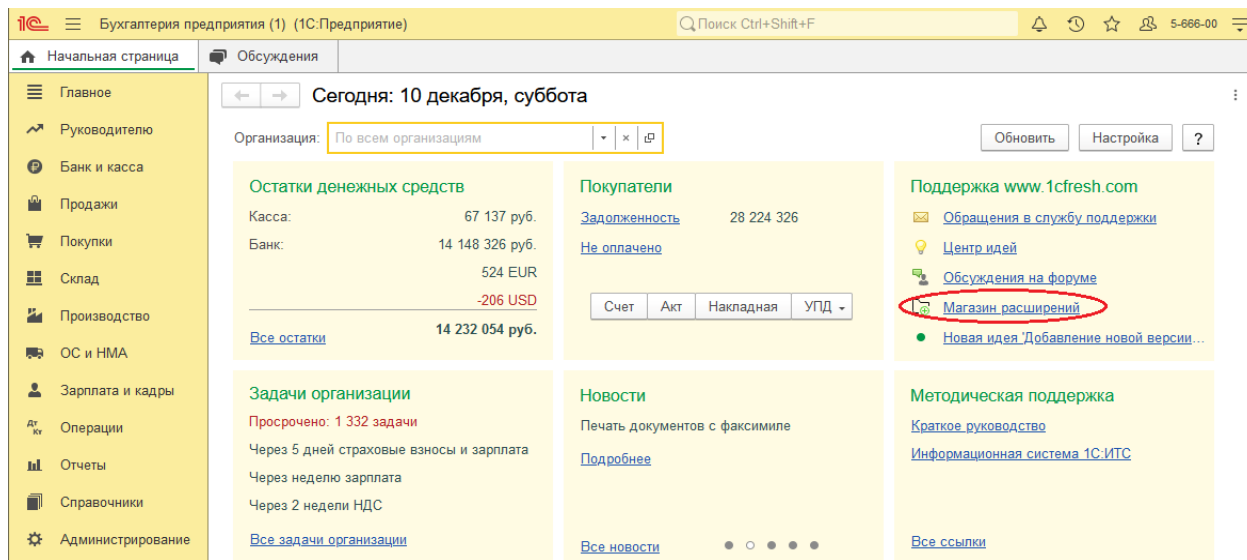 1С Бухгалтерия предприятия (1) (1С:Предприятие) Поиск Ctrl+Shift+F 5-666-00
Начальная страница Обсуждения
Главное
Руководителю
Банк и касса
Продажи
Покупки
Склад
Производство
ОС и НМА
Зарплата и кадры
Дт Кт Операции
Отчеты
Справочники
Администрирование
Сегодня: 10 декабря, суббота
Организация: По всем организациям Обновить Настройка ?
Остатки денежных средств
Касса: 67 137 руб.
Банк: 14 148 326 руб.
524 EUR
-206 USD
Все остатки 14 232 054 руб.
Покупатели
Задолженность 28 224 326
Не оплачено
Счет Акт Накладная УПД
Поддержка www.1cfresh.com
Обращения в службу поддержки
Центр идей
Обсуждения на форуме
Магазин расширений
Новая идея 'Добавление новой версии...
Задачи организации
Просрочено: 1 332 задачи
Через 5 дней страховые взносы и зарплата
Через неделю зарплата
Через 2 недели НДС
Все задачи организации
Новости
Печать документов с факсимиле
Подробнее
Все новости
Методическая поддержка
Краткое руководство
Информационная система 1С:ИТС
Все ссылки